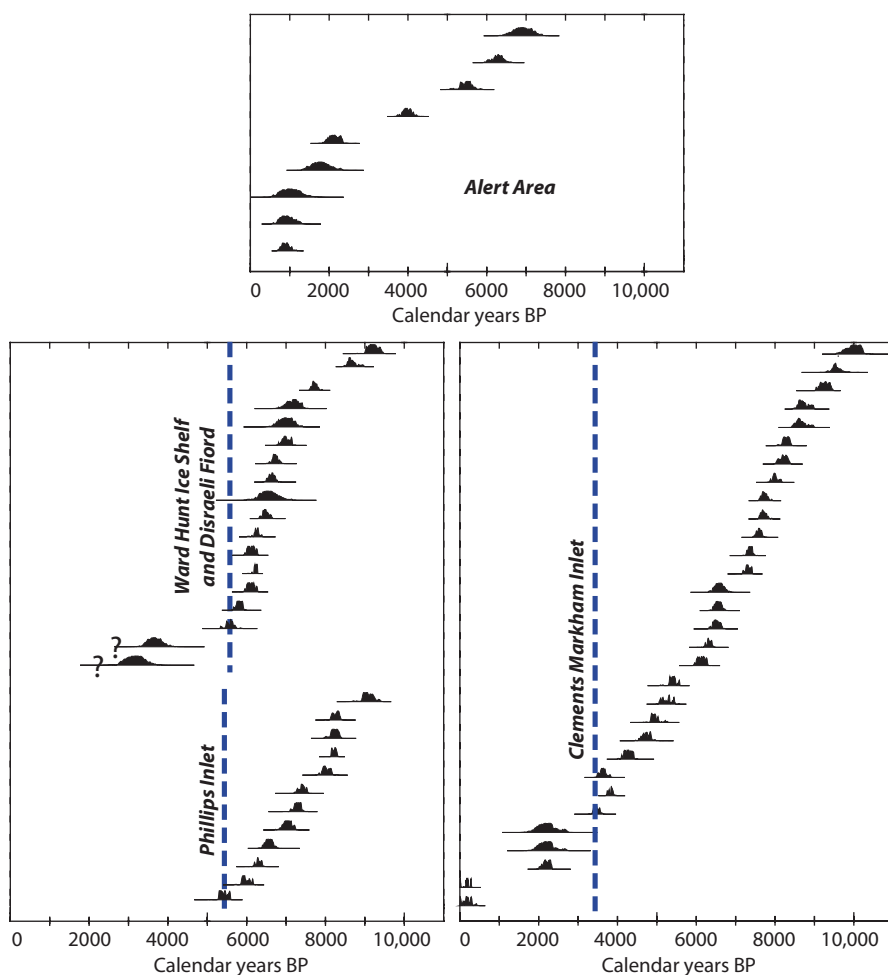 Alert Area
0 2000 4000 6000 8000 10,000
Calendar years BP
Ward Hunt Ice Shelf
and Disraeli Fiord
?
?
Phillips Inlet
0 2000 4000 6000 8000 10,000
Calendar years BP
Clements Markham Inlet
0 2000 4000 6000 8000 10,000
Calendar years BP